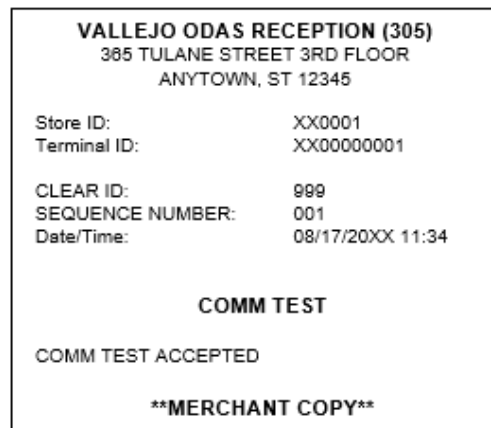 VALLEJO ODAS RECEPTION (305)
365 TULANE STREET 3RD FLOOR
ANYTOWN, ST 12345
Store ID: XX0001
Terminal ID: XX00000001
CLEAR ID: 999
SEQUENCE NUMBER: 001
Date/Time: 08/17/20XX 11:34
COMM TEST
COMM TEST ACCEPTED
**MERCHANT COPY**